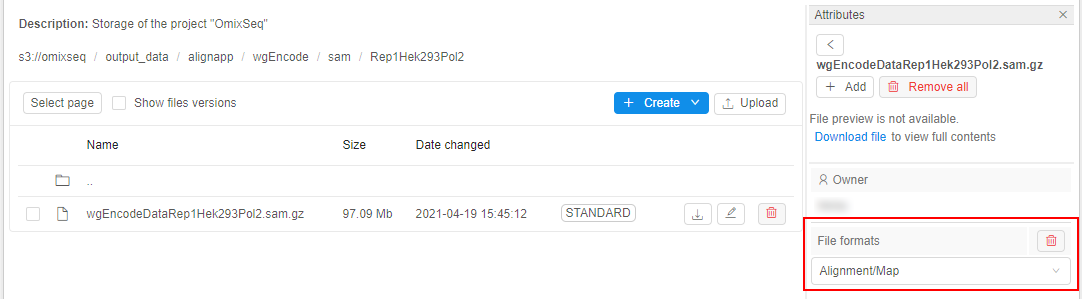 Description: Storage of the project "OmixSeq"
s3://omixseq / output_data / alignapp / wgEncode / sam / Rep1Hek293Pol2
Select page Show files versions + Create Upload
Name Size Date changed
..
wgEncodeDataRep1Hek293Pol2.sam.gz 97.09 Mb 2021-04-19 15:45:12 STANDARD
Attributes ×
<
wgEncodeDataRep1Hek293Pol2.sam.gz
+ Add Remove all
File preview is not available.
Download file to view full contents
Owner
File formats
Alignment/Map